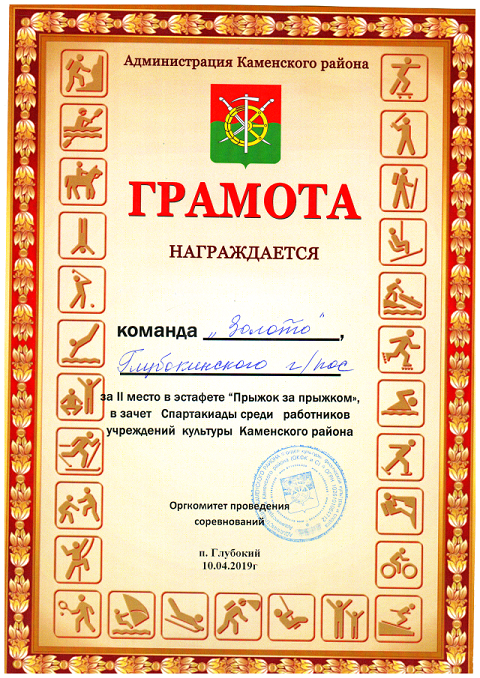 Администрация Каменского района
ГРАМОТА
НАГРАЖДАЕТСЯ
команда „Золото",
Глубокинского г/пос
за II место в эстафете "Прыжок за прыжком",
в зачет Спартакиады среди работников
учреждений культуры Каменского района
Оргкомитет проведения
соревнований
п. Глубокий
10.04.2019г